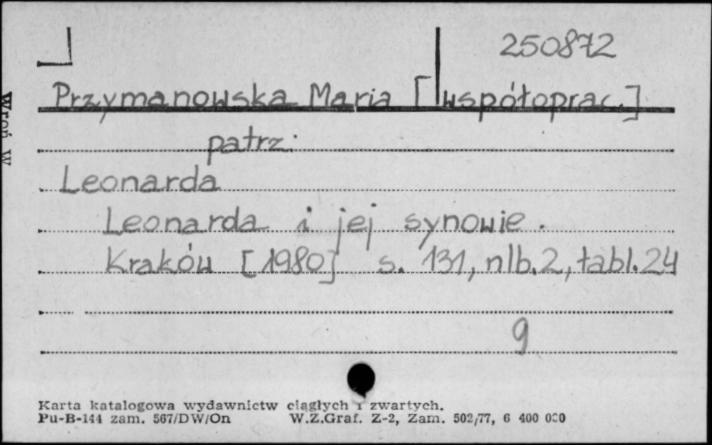 250872
Przymanowska Maria [współoprac.]
patrz:
Leonarda
Leonarda i jej synowie.
Kraków [1980] s. 131, nlb. 2, tabl. 24
9
Karta katalogowa wydawnictw ciągłych i zwartych.
Pu-B-144 zam. 567/DW/On W.Z.Graf. Z-2, Zam. 502/77, 6 400 000